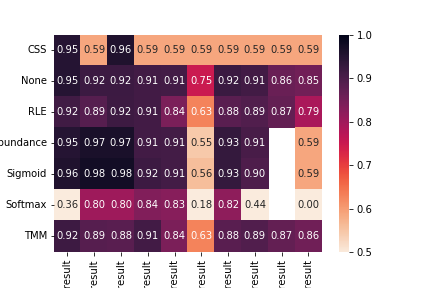 1.0
CSS 0.95 0.59 0.96 0.59 0.59 0.59 0.59 0.59 0.59 0.59
0.9
None 0.95 0.92 0.92 0.91 0.91 0.75 0.92 0.91 0.86 0.85
RLE 0.92 0.89 0.92 0.91 0.84 0.63 0.88 0.89 0.87 0.79
0.8
bundance 0.95 0.97 0.97 0.91 0.91 0.55 0.93 0.91 0.59
0.7
Sigmoid 0.96 0.98 0.98 0.92 0.91 0.56 0.93 0.90 0.59
0.6
Softmax 0.36 0.80 0.80 0.84 0.83 0.18 0.82 0.44 0.00
TMM 0.92 0.89 0.88 0.91 0.84 0.63 0.88 0.89 0.87 0.86
0.5
result result result result result result result result result result